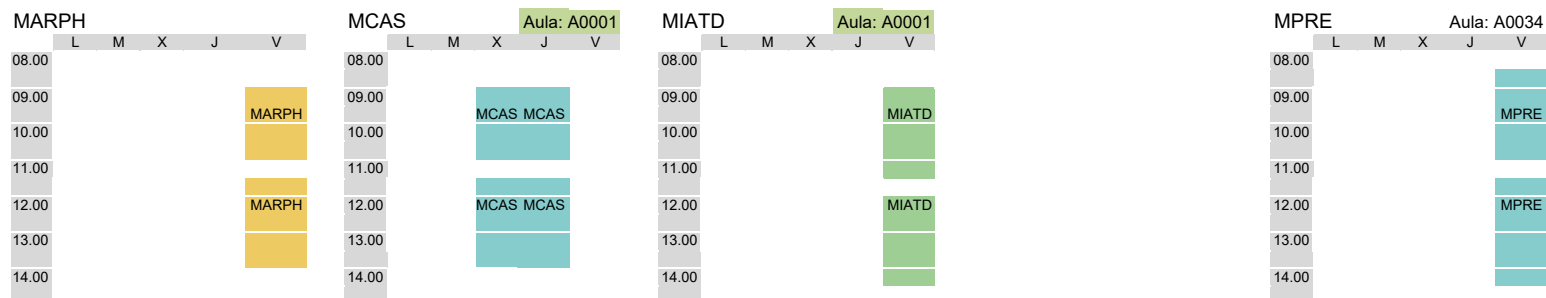 MARPH
L M X J V
08.00
09.00
MARPH
10.00
11.00
12.00 MARPH
13.00
14.00
MCAS Aula: A0001
L M X J V
08.00
09.00
MCAS MCAS
10.00
11.00
12.00 MCAS MCAS
13.00
14.00
MIATD Aula: A0001
L M X J V
08.00
09.00
MIATD
10.00
11.00
12.00 MIATD
13.00
14.00
MPRE Aula: A0034
L M X J V
08.00
09.00
MPRE
10.00
11.00
12.00 MPRE
13.00
14.00